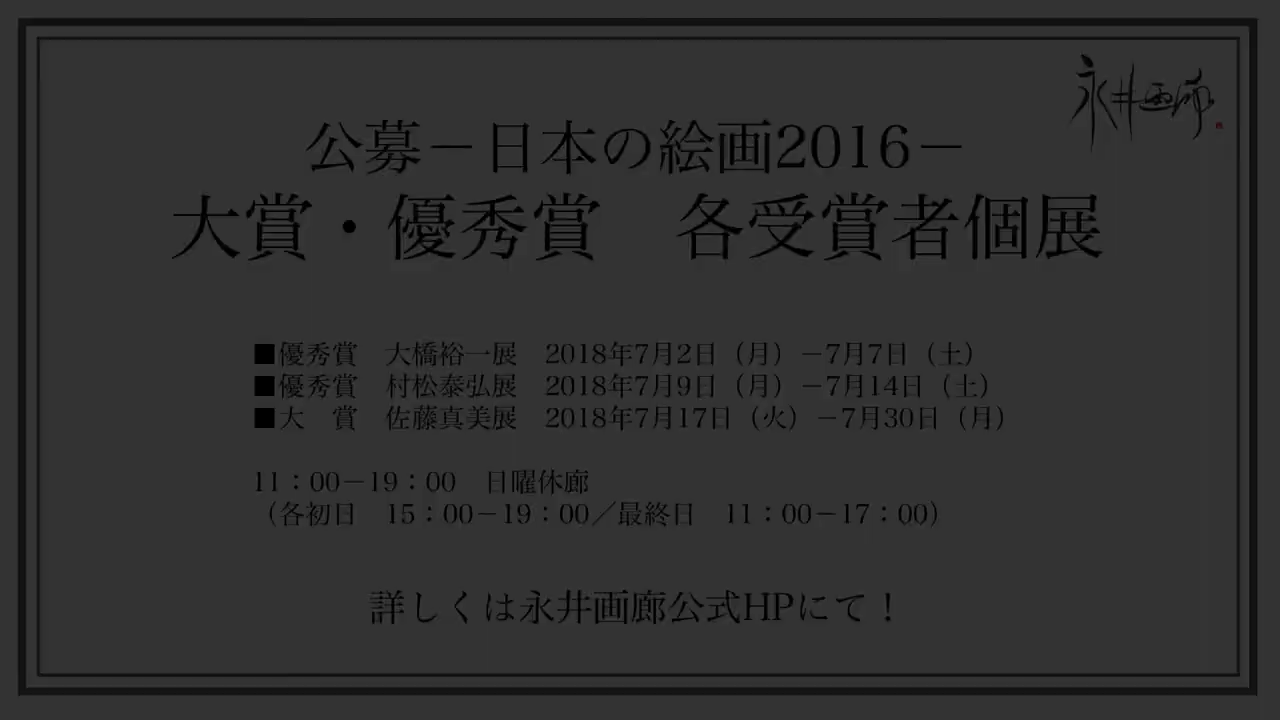 永井画廊
公募－日本の絵画2016－
大賞・優秀賞　各受賞者個展
■優秀賞　大橋裕一展　2018年7月2日（月）－7月7日（土）
■優秀賞　村松泰弘展　2018年7月9日（月）－7月14日（土）
■大　賞　佐藤真美展　2018年7月17日（火）－7月30日（月）
11：00－19：00　日曜休廊
（各初日　15：00－19：00／最終日　11：00－17：00）
詳しくは永井画廊公式HPにて！